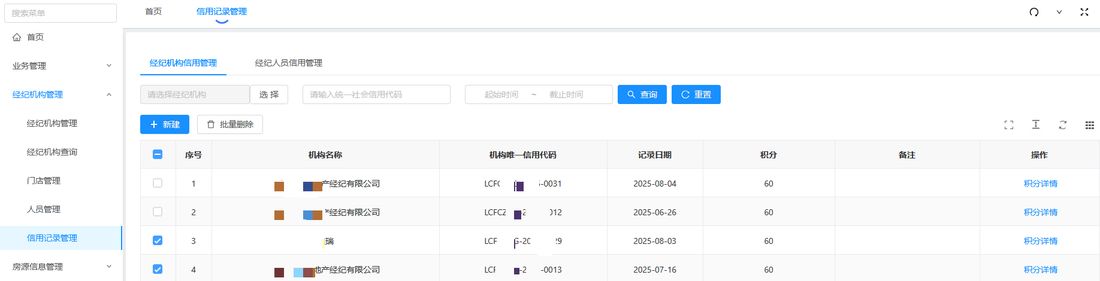 搜索菜单
首页
业务管理
经纪机构管理
经纪机构管理
经纪机构查询
门店管理
人员管理
信用记录管理
房源信息管理
首页 信用记录管理
经纪机构信用管理 经纪人员信用管理
请选择经纪机构 选 择 请输入统一社会信用代码 起始时间 ~ 截止时间 查询 重置
新建 批量删除
序号 机构名称 机构唯一信用代码 记录日期 积分 备注 操作
1 产经纪有限公司 LCFC -0031 2025-08-04 60 积分详情
2 经纪有限公司 LCFC2 012 2025-06-26 60 积分详情
3 瑞 LCF G-20 29 2025-08-03 60 积分详情
4 产经纪有限公司 LCF -0013 2025-07-16 60 积分详情